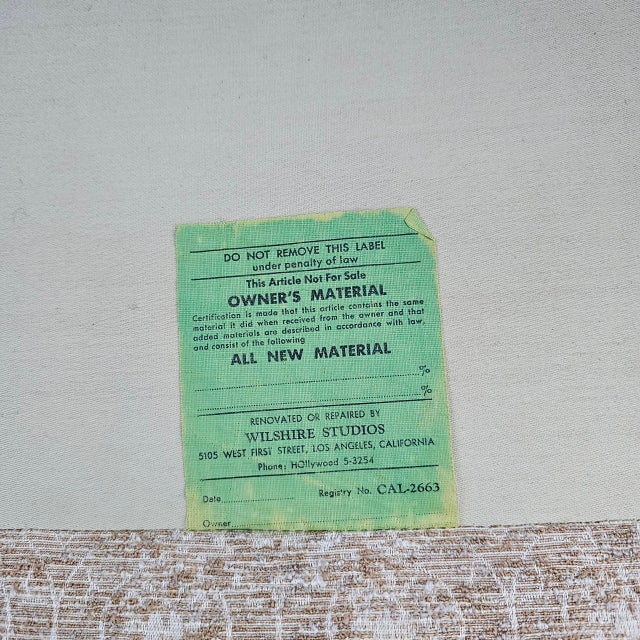 DO NOT REMOVE THIS LABEL
under penalty of law
This Article Not For Sale
OWNER'S MATERIAL
Certification is made that this article contains the same
material it did when received from the owner and that
added materials are described in accordance with law,
and consist of the following
ALL NEW MATERIAL
%
%
RENOVATED OR REPAIRED BY
WILSHIRE STUDIOS
5105 WEST FIRST STREET, LOS ANGELES, CALIFORNIA
Phone: HOllywood 5-3254
Date Registry No. CAL-2663
Owner